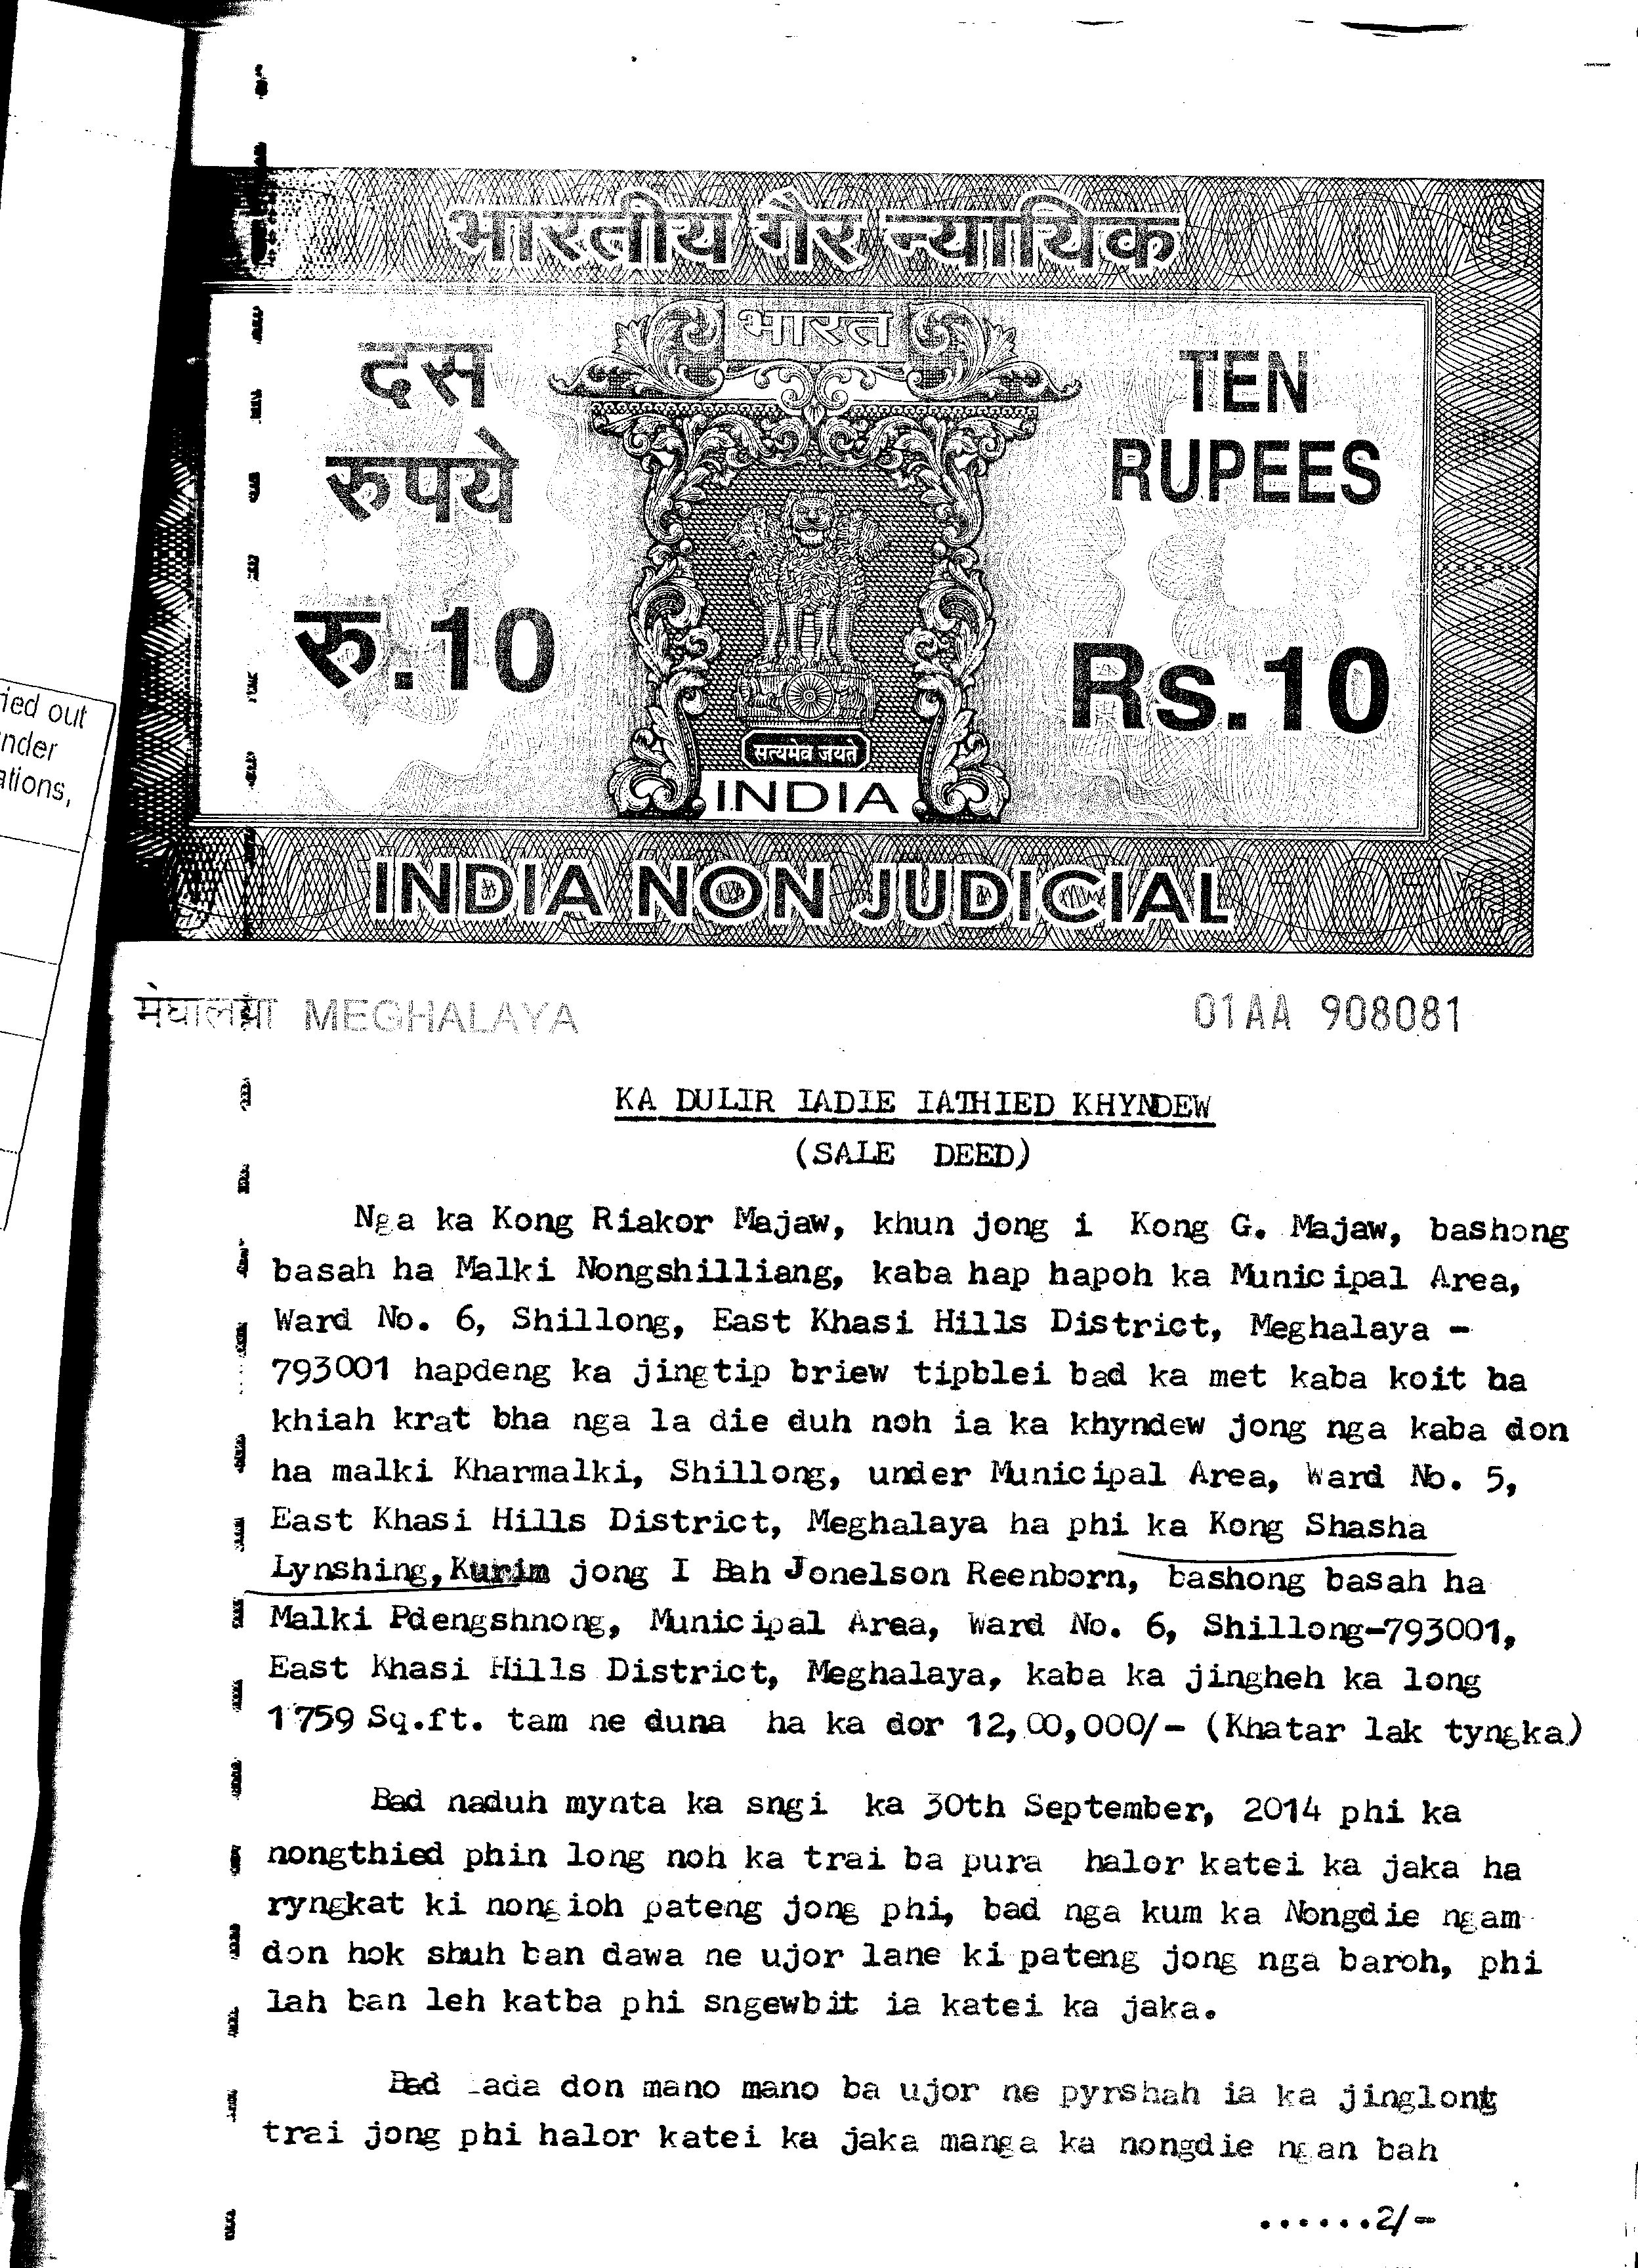 भारतीय गैर न्यायिक
भारत
दस
रुपये
रु.10
TEN
RUPEES
Rs.10
सत्यमेव जयते
INDIA
INDIA NON JUDICIAL
मेघालया MEGHALAYA
01AA 908081
ied out
nder
ations,
KA DULIR IADIE IATHIED KHYNDEW
(SALE DEED)
Nga ka Kong Riakor Majaw, khun jong i Kong G. Majaw, bashong
basah ha Malki Nongshilliang, kaba hap hapoh ka Municipal Area,
Ward No. 6, Shillong, East Khasi Hills District, Meghalaya -
793001 hapdeng ka jingtip briew tipblei bad ka met kaba koit ba
khiah krat bha nga la die duh noh ia ka khyndew jong nga kaba don
ha malki Kharmalki, Shillong, under Municipal Area, Ward No. 5,
East Khasi Hills District, Meghalaya ha phi ka Kong Shasha
Lynshing, Kurim jong I Bah Jonelson Reenborn, bashong basah ha
Malki Pdengshnong, Municipal Area, Ward No. 6, Shillong-793001,
East Khasi Hills District, Meghalaya, kaba ka jingheh ka long
1759 Sq.ft. tam ne duna ha ka dor 12,00,000/- (Khatar lak tyngka)
Bad naduh mynta ka sngi ka 30th September, 2014 phi ka
nongthied phin long noh ka trai ba pura halor katei ka jaka ha
ryngkat ki nongioh pateng jong phi, bad nga kum ka Nongdie ngam
don hok shuh ban dawa ne ujor lane ki pateng jong nga baroh, phi
lah ban leh katba phi sngewbit ia katei ka jaka.
Bad lada don mano mano ba ujor ne pyrshah ia ka jinglong
trai jong phi halor katei ka jaka manga ka nongdie ngan bah
......2/-